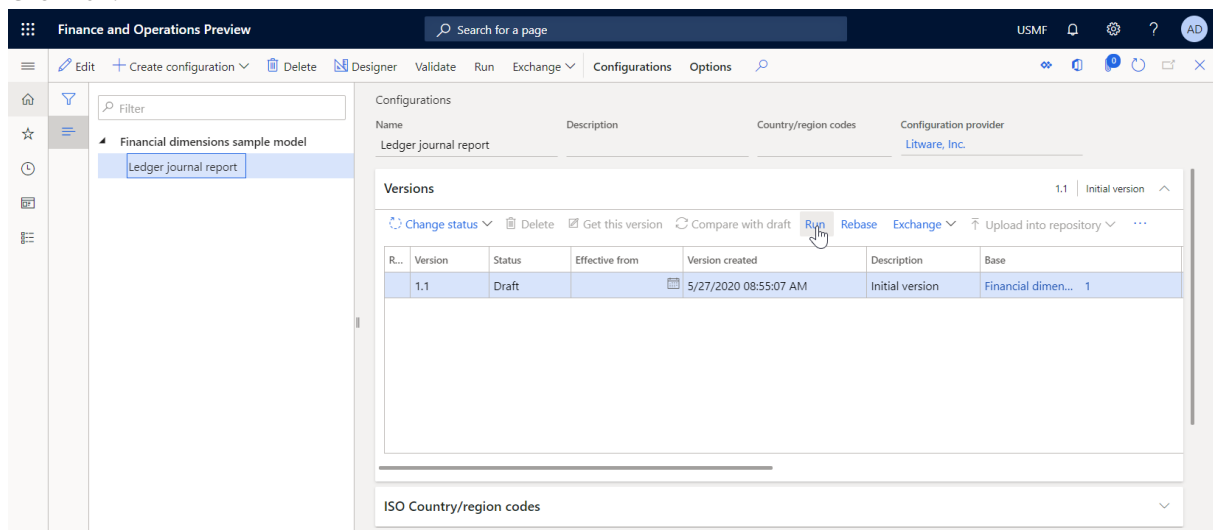 Finance and Operations Preview Search for a page USMF ? AD
Edit Create configuration Delete Designer Validate Run Exchange Configurations Options 0
Filter
Financial dimensions sample model
Ledger journal report
Configurations
Name Description Country/region codes Configuration provider
Ledger journal report Litware, Inc.
Versions 1.1 Initial version
Change status Delete Get this version Compare with draft Run Rebase Exchange Upload into repository ...
R... Version Status Effective from Version created Description Base
1.1 Draft 5/27/2020 08:55:07 AM Initial version Financial dimen... 1
ISO Country/region codes